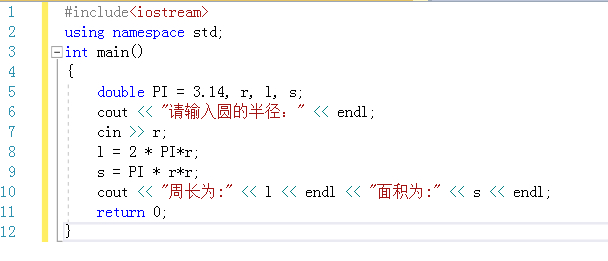 1 #include<iostream>
2 using namespace std;
3 int main()
4 {
5 double PI = 3.14, r, l, s;
6 cout << "请输入圆的半径：" << endl;
7 cin >> r;
8 l = 2 * PI*r;
9 s = PI * r*r;
10 cout << "周长为:" << l << endl << "面积为:" << s << endl;
11 return 0;
12 }